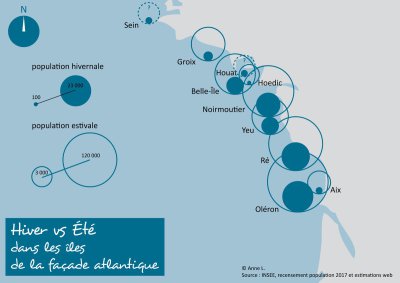 N
Sein
?
Groix
population hivernale
?
Houat
Hoedic
33 000
Belle-Île
100
Noirmoutier
population estivale
Yeu
120 000
Ré
5 000
Aix
Oléron
Hiver vs Été
dans les îles
de la façade atlantique
© Anne L.
Source : INSEE, recensement population 2017 et estimations web